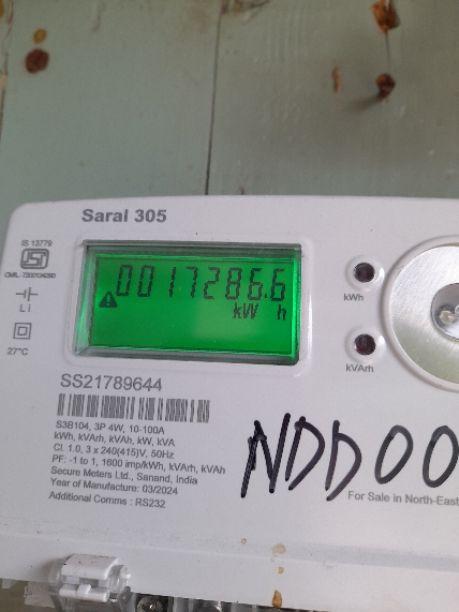 Saral 305
IS 13779
0017286.6
kW h
Li
27°C
kWh
kVArh
SS21789644
S3B104, 3P 4W, 10-100A
kWh, kVArh, kVAh, kW, kVA
Cl. 1.0, 3 x 240(415)V, 50Hz
PF: -1 to 1, 1600 imp/kWh, kVArh, kVAh
Secure Meters Ltd., Sanand, India
Year of Manufacture: 03/2024
Additional Comms : RS232
NDD00
For Sale in North-East